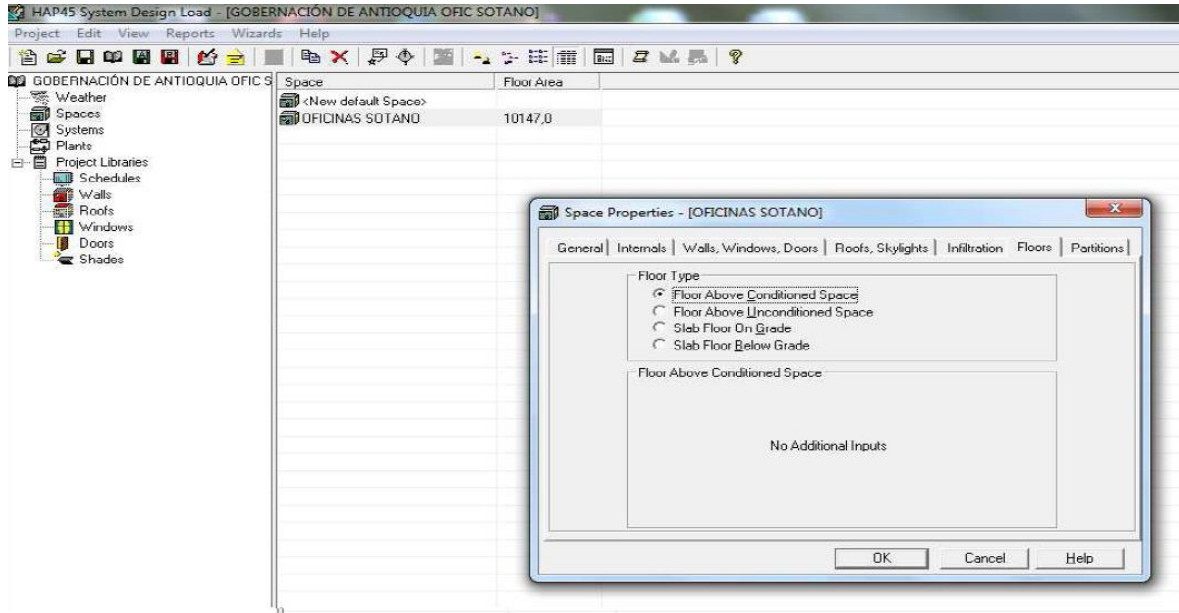 HAP45 System Design Load - [GOBERNACIÓN DE ANTIOQUIA OFIC SOTANO]
Project Edit View Reports Wizards Help
GOBERNACIÓN DE ANTIOQUIA OFIC S
Weather
Spaces
Systems
Plants
Project Libraries
Schedules
Walls
Roofs
Windows
Doors
Shades
Space Floor Area
<New default Space>
OFICINAS SOTANO 10147,0
Space Properties - [OFICINAS SOTANO]
General Internals Walls, Windows, Doors Roofs, Skylights Infiltration Floors Partitions
Floor Type
Floor Above Conditioned Space
Floor Above Unconditioned Space
Slab Floor On Grade
Slab Floor Below Grade
Floor Above Conditioned Space
No Additional Inputs
OK Cancel Help